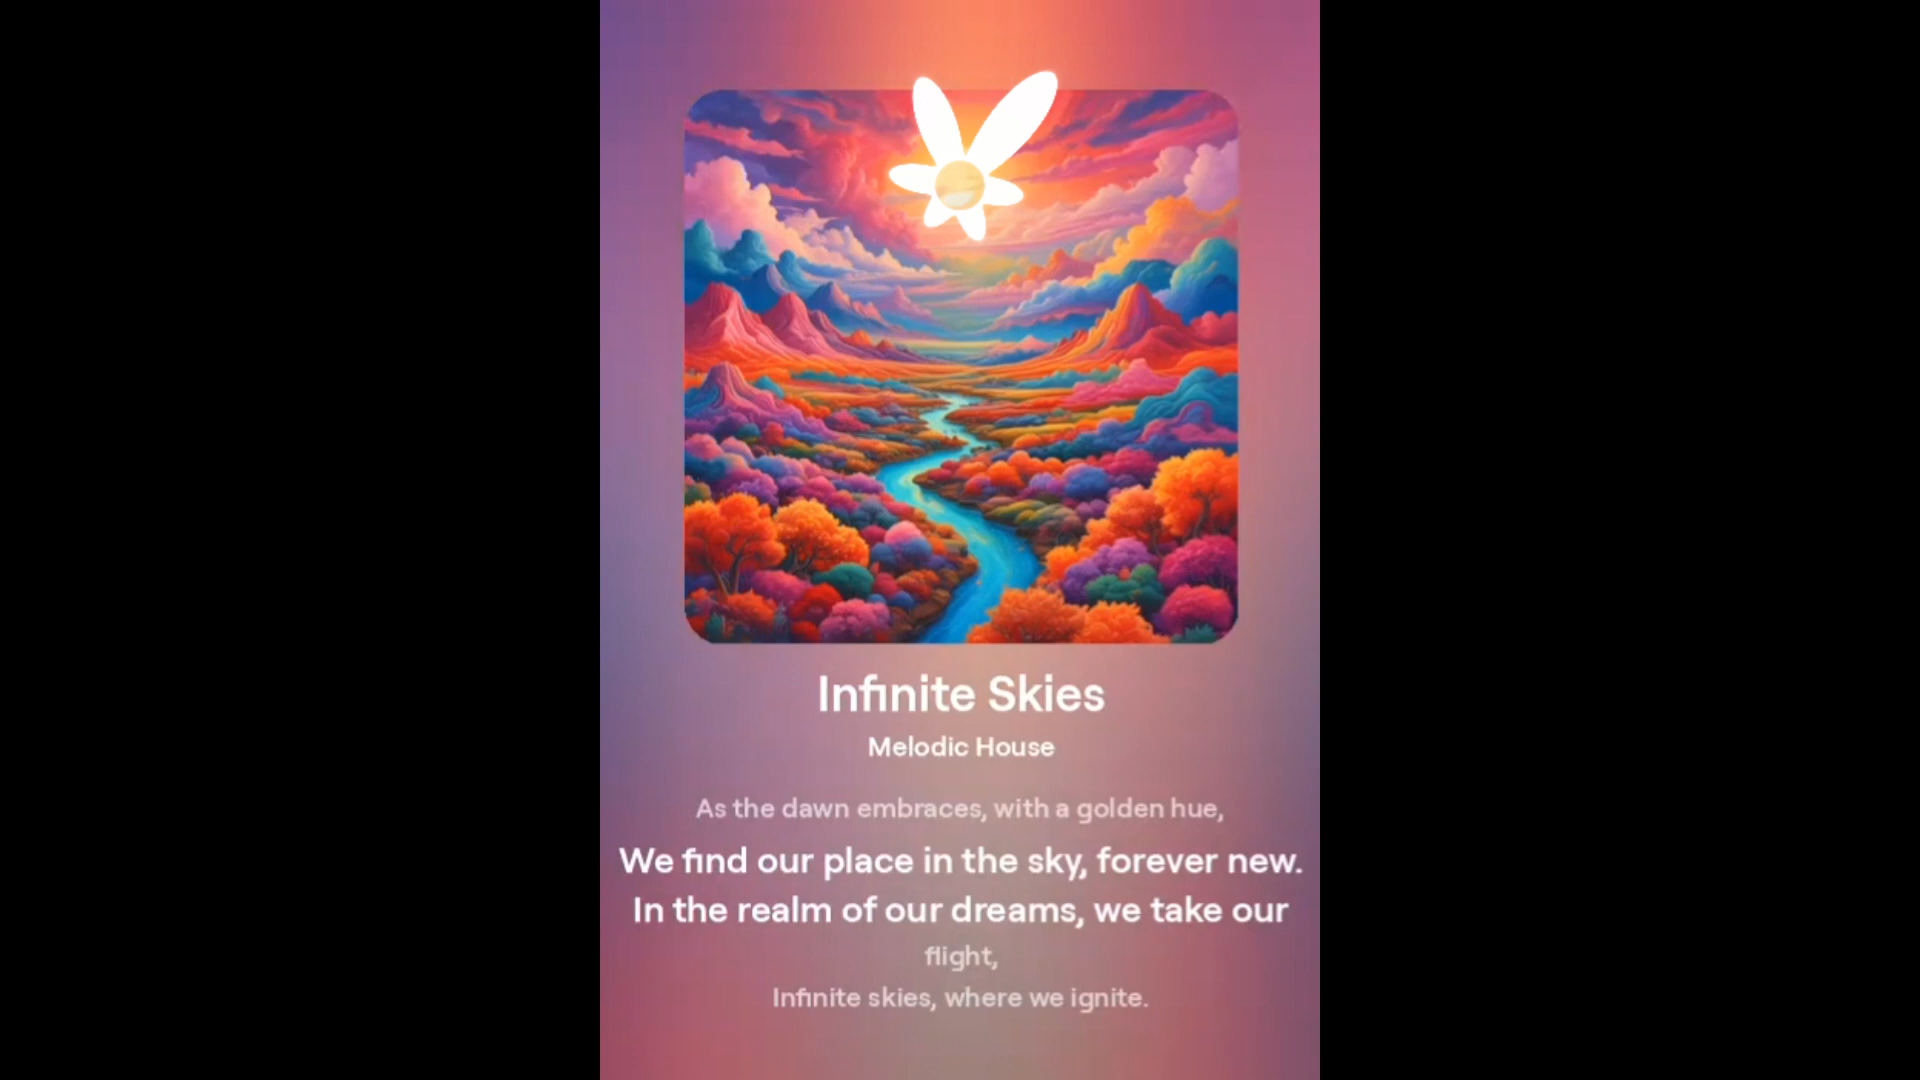 Infinite Skies
Melodic House
As the dawn embraces, with a golden hue,
We find our place in the sky, forever new.
In the realm of our dreams, we take our
flight,
Infinite skies, where we ignite.